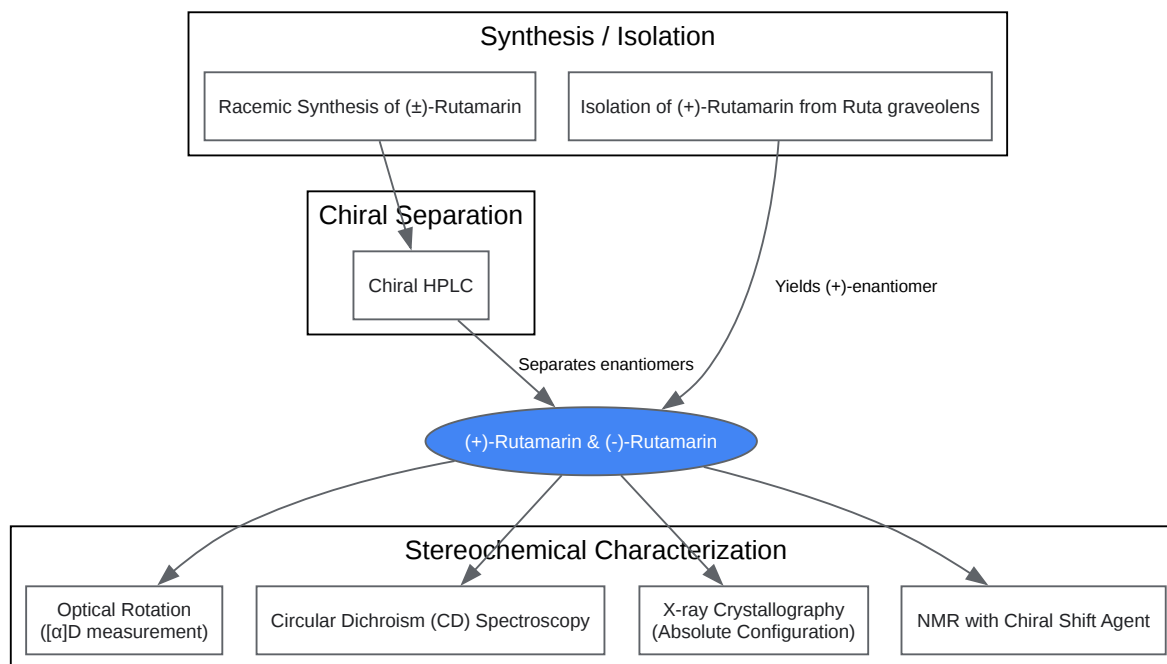 Synthesis / Isolation
Racemic Synthesis of (±)-Rutamarin
Isolation of (+)-Rutamarin from Ruta graveolens
Chiral Separation
Chiral HPLC
Yields (+)-enantiomer
Separates enantiomers
(+)-Rutamarin & (-)-Rutamarin
Stereochemical Characterization
Optical Rotation
([α]D measurement)
Circular Dichroism (CD) Spectroscopy
X-ray Crystallography
(Absolute Configuration)
NMR with Chiral Shift Agent